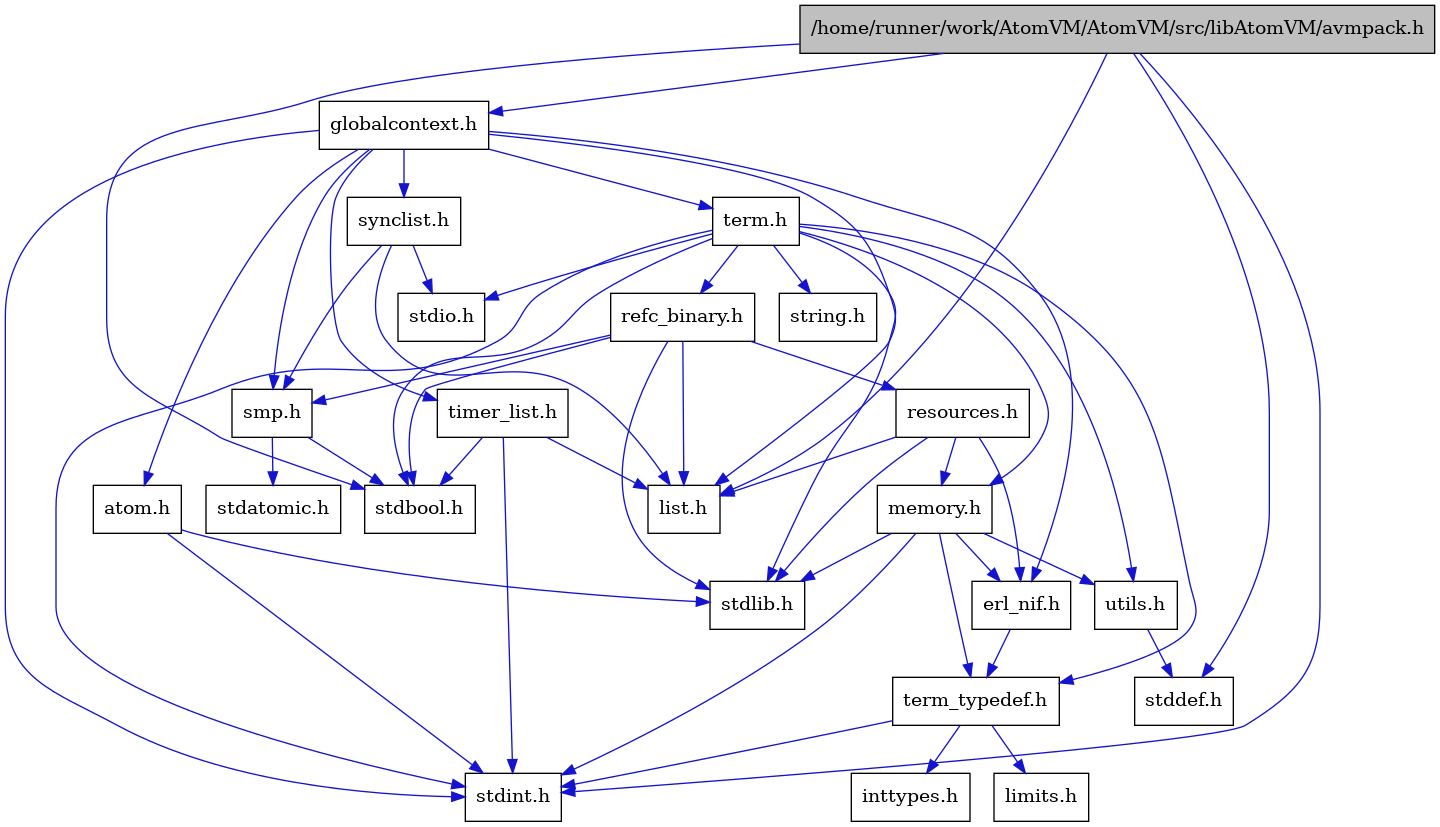 /home/runner/work/AtomVM/AtomVM/src/libAtomVM/avmpack.h
globalcontext.h
synclist.h
term.h
stdio.h
refc_binary.h
string.h
smp.h
timer_list.h
resources.h
atom.h
stdatomic.h
stdbool.h
list.h
memory.h
stdlib.h
erl_nif.h
utils.h
term_typedef.h
stddef.h
stdint.h
inttypes.h
limits.h